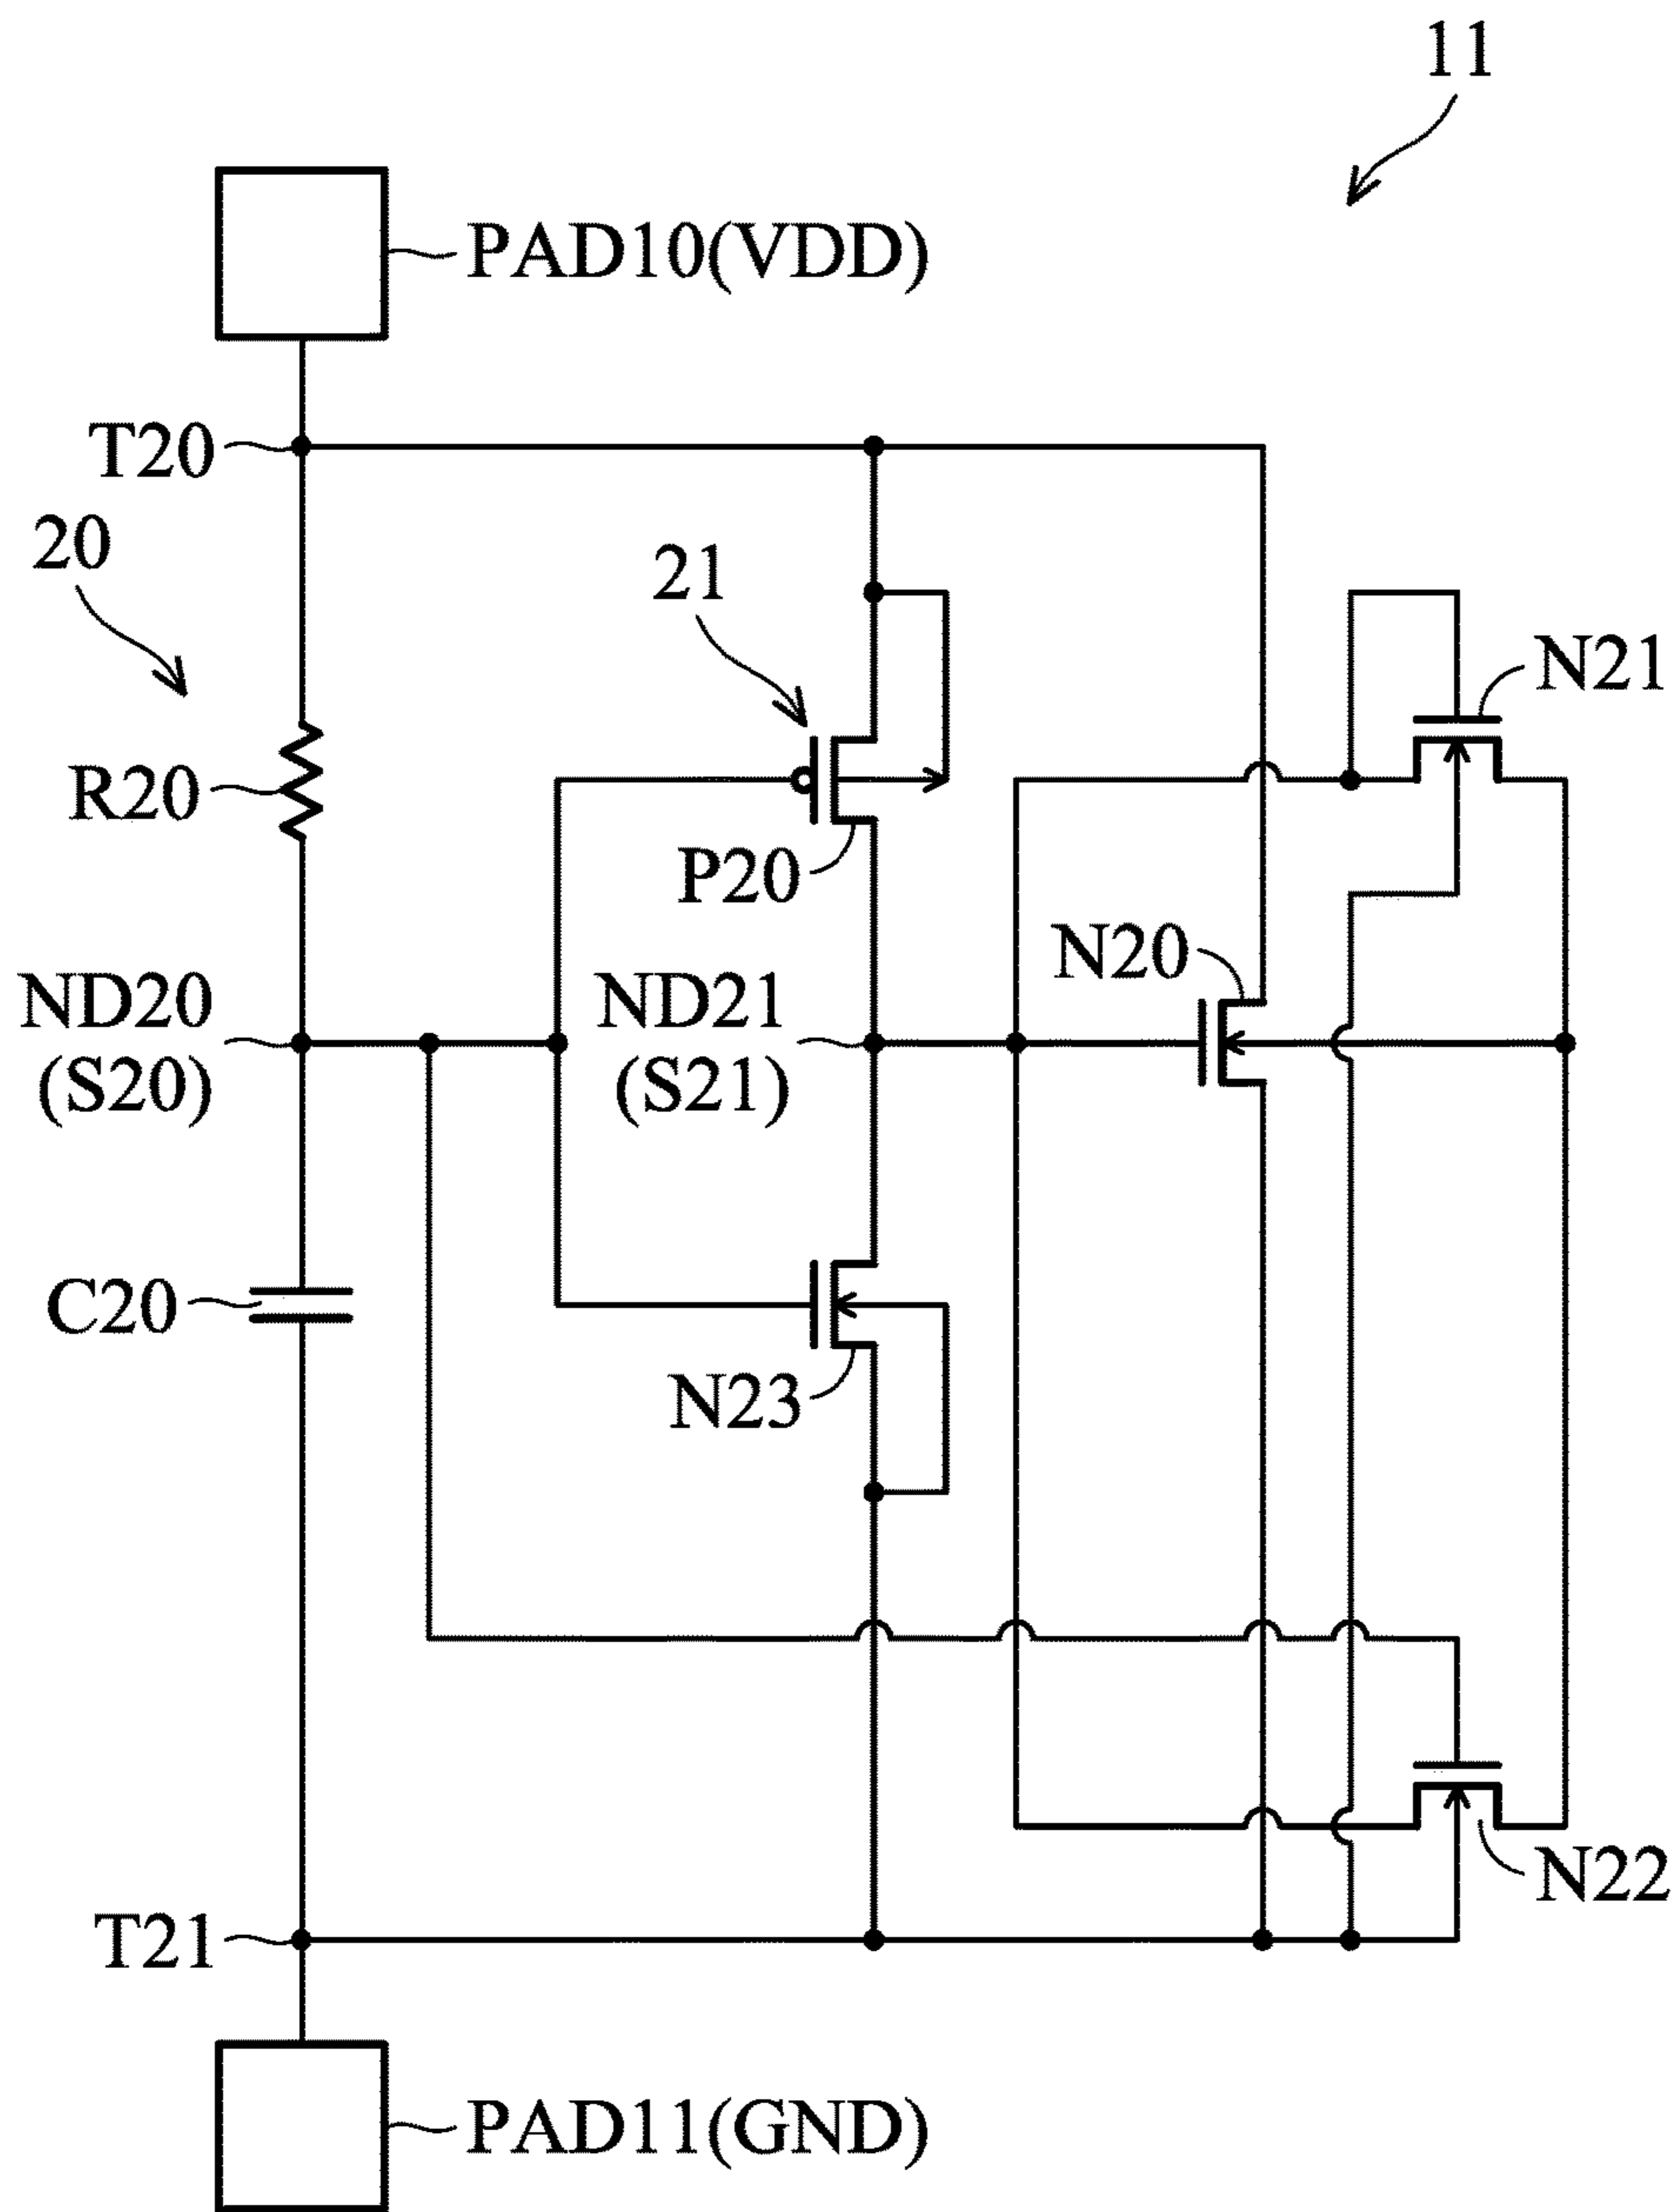 11
PAD10(VDD)
T20
20
21
N21
R20
P20
N20
ND20
(S20)
ND21
(S21)
C20
N23
N22
T21
PAD11(GND)